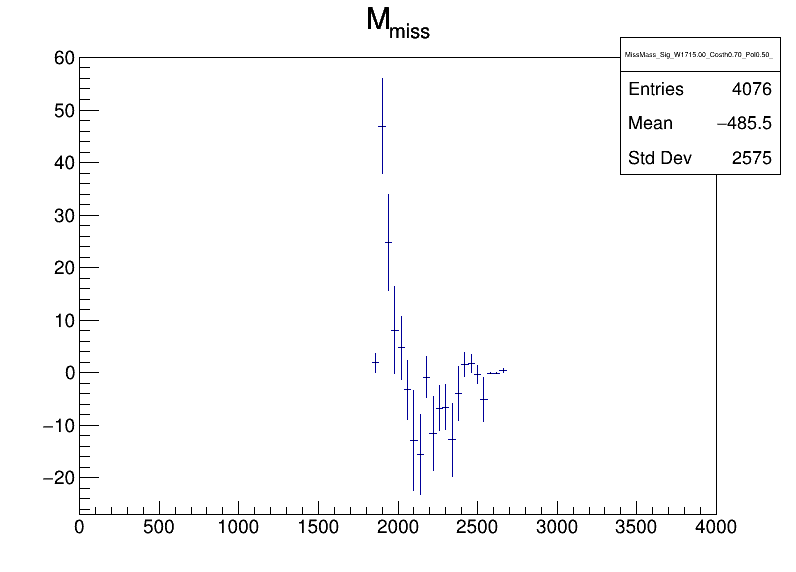 M_miss
MissMass_Sig_W1715.00_Costh0.70_Pol0.50_
Entries 4076
Mean −485.5
Std Dev 2575
60
50
40
30
20
10
0
−10
−20
0 500 1000 1500 2000 2500 3000 3500 4000